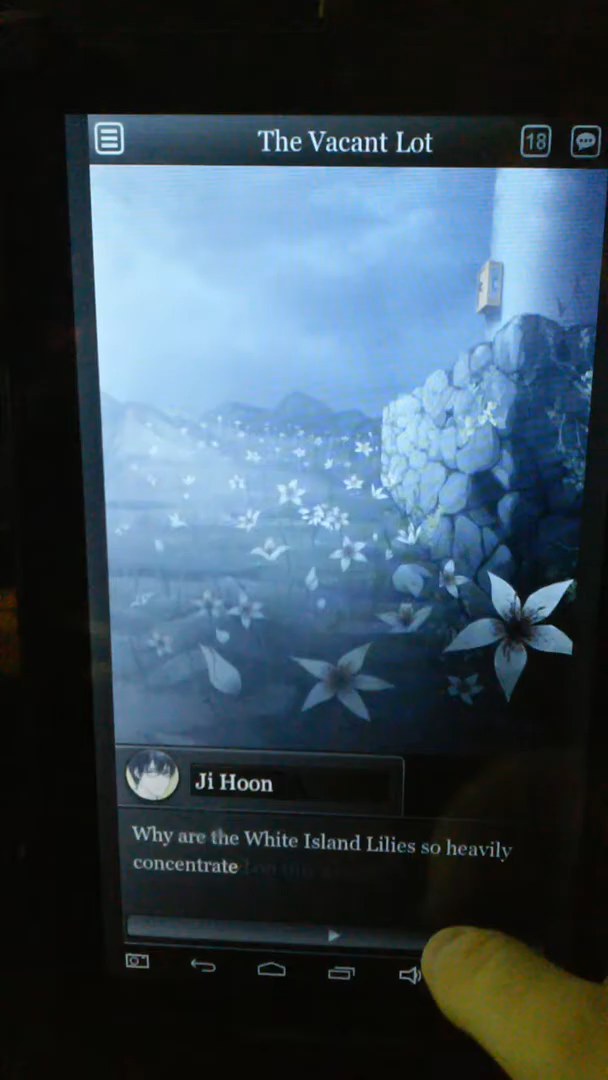 The Vacant Lot
18
Ji Hoon
Why are the White Island Lilies so heavily
concentrate